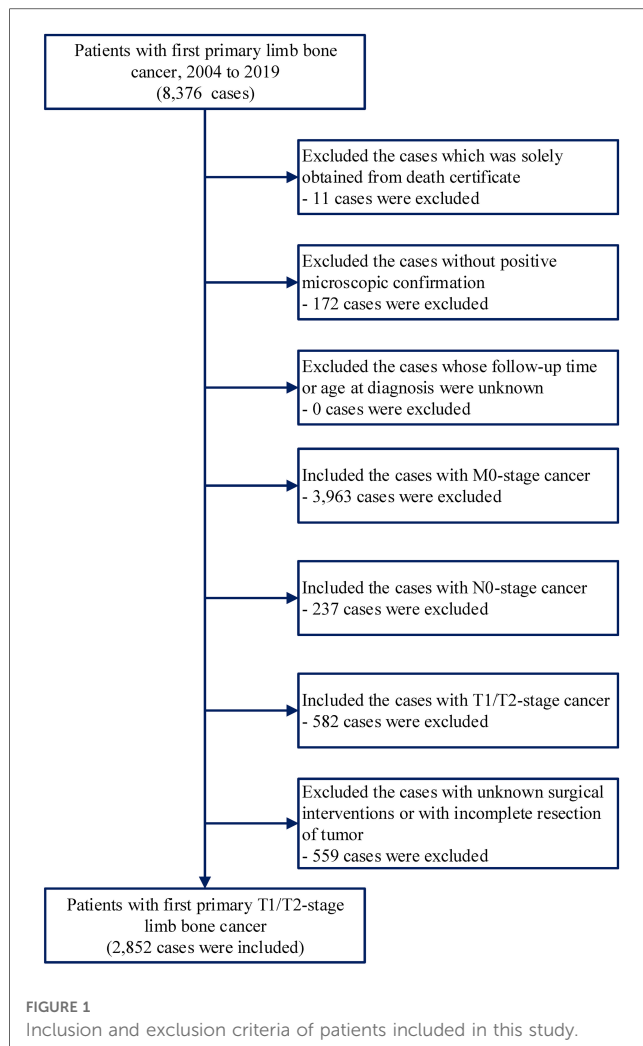 Patients with first primary limb bone
cancer, 2004 to 2019
(8,376 cases)
Excluded the cases which was solely
obtained from death certificate
- 11 cases were excluded
Excluded the cases without positive
microscopic confirmation
- 172 cases were excluded
Excluded the cases whose follow-up time
or age at diagnosis were unknown
- 0 cases were excluded
Included the cases with M0-stage cancer
- 3,963 cases were excluded
Included the cases with N0-stage cancer
- 237 cases were excluded
Included the cases with T1/T2-stage cancer
- 582 cases were excluded
Excluded the cases with unknown surgical
interventions or with incomplete resection
of tumor
- 559 cases were excluded
Patients with first primary T1/T2-stage
limb bone cancer
(2,852 cases were included)
FIGURE 1
Inclusion and exclusion criteria of patients included in this study.